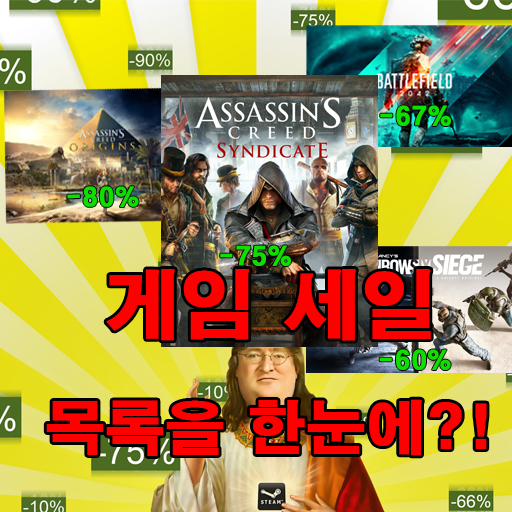 -75%
-90%
%
BATTLEFIELD
2042
-67%
ASSASSIN'S
CREED
ORIGINS
-80%
ASSASSIN'S
CREED
SYNDICATE
-75%
SIEGE
-60%
게임 세일
-10%
목록을 한눈에?!
-75%
%
STEAM
-10%
-66%